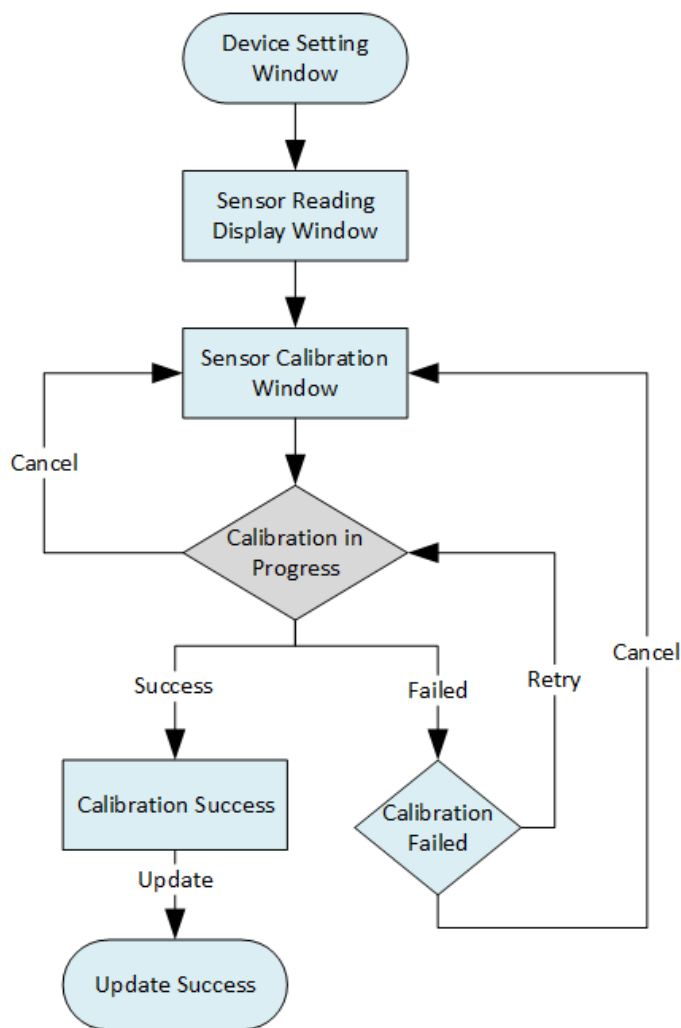 Device Setting
Window
Sensor Reading
Display Window
Sensor Calibration
Window
Cancel
Calibration in
Progress
Cancel
Success
Failed
Retry
Calibration Success
Calibration
Failed
Update
Update Success